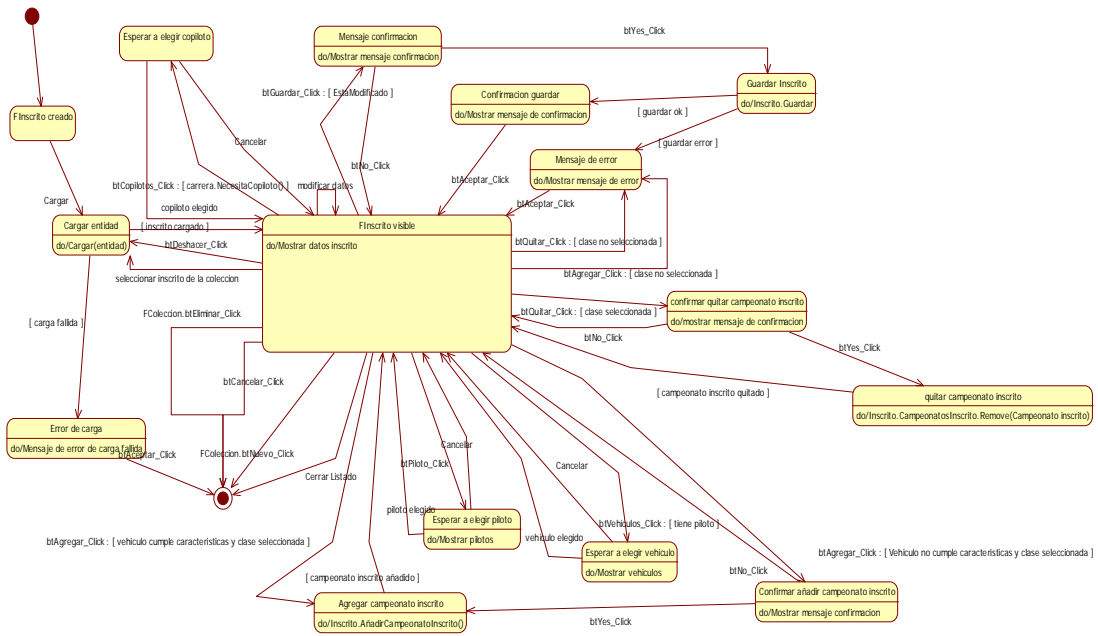 btYes_Click
Esperar a elegir copiloto
Mensaje confirmacion
do/Mostrar mensaje confirmacion
Guardar Inscrito
do/Inscrito.Guardar
btGuardar_Click : [ EstaModificado ]
Confirmacion guardar
do/Mostrar mensaje de confirmacion
[ guardar ok ]
FInscrito creado
Cancelar
[ guardar error ]
btNo_Click
Mensaje de error
do/Mostrar mensaje de error
btAceptar_Click
btCopilotos_Click : [ carrera.NecesitaCopiloto() ]
modificar datos
Cargar
copiloto elegido
btAceptar_Click
Cargar entidad
do/Cargar(entidad)
[ inscrito cargado ]
FInscrito visible
do/Mostrar datos inscrito
btDeshacer_Click
btQuitar_Click : [ clase no seleccionada ]
seleccionar inscrito de la coleccion
btAgregar_Click : [ clase no seleccionada ]
confirmar quitar campeonato inscrito
do/mostrar mensaje de confirmacion
FColeccion.btEliminar_Click
btQuitar_Click : [ clase seleccionada ]
[ carga fallida ]
btNo_Click
btYes_Click
btCancelar_Click
[ campeonato inscrito quitado ]
quitar campeonato inscrito
do/Inscrito.CampeonatosInscrito.Remove(Campeonato inscrito)
Error de carga
do/Mensaje de error de carga fallida
btAceptar_Click
FColeccion.btNuevo_Click
Cancelar
btPiloto_Click
Cancelar
Cerrar Listado
piloto elegido
Esperar a elegir piloto
do/Mostrar pilotos
btVehiculos_Click : [ tiene piloto ]
vehiculo elegido
btAgregar_Click : [ vehiculo cumple caracteristicas y clase seleccionada ]
Esperar a elegir vehiculo
do/Mostrar vehiculos
btAgregar_Click : [ Vehiculo no cumple caracteristicas y clase seleccionada ]
btNo_Click
[ campeonato inscrito añadido ]
Confirmar añadir campeonato inscrito
do/Mostrar mensaje confirmacion
Agregar campeonato inscrito
do/Inscrito.AñadirCampeonatoInscrito()
btYes_Click